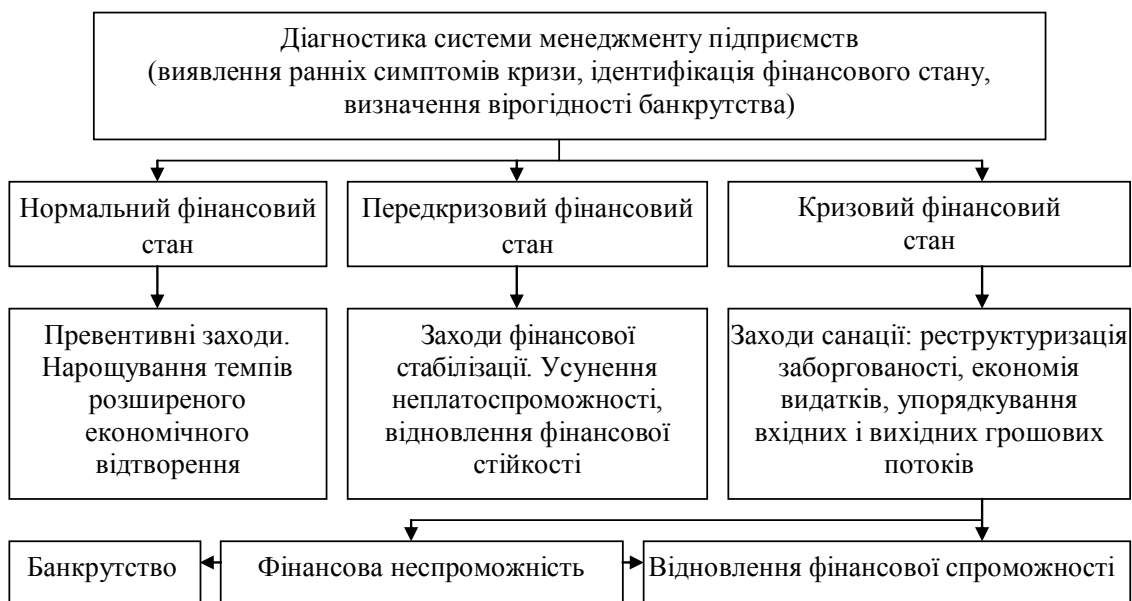 Діагностика системи менеджменту підприємств
(виявлення ранніх симптомів кризи, ідентифікація фінансового стану,
визначення вірогідності банкрутства)
Нормальний фінансовий
стан
Передкризовий фінансовий
стан
Кризовий фінансовий
стан
Превентивні заходи.
Нарощування темпів
розширеного
економічного
відтворення
Заходи фінансової
стабілізації. Усунення
неплатоспроможності,
відновлення фінансової
стійкості
Заходи санації: реструктуризація
заборгованості, економія
видатків, упорядкування
вхідних і вихідних грошових
потоків
Банкрутство
Фінансова неспроможність
Відновлення фінансової спроможності